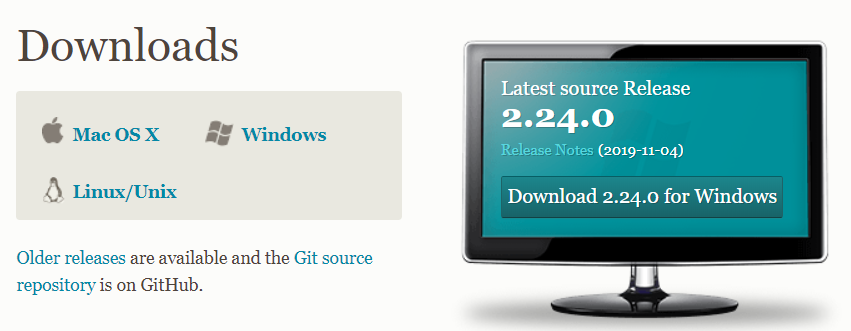 Downloads
Mac OS X
Windows
Linux/Unix
Older releases are available and the Git source
repository is on GitHub.
Latest source Release
2.24.0
Release Notes (2019-11-04)
Download 2.24.0 for Windows